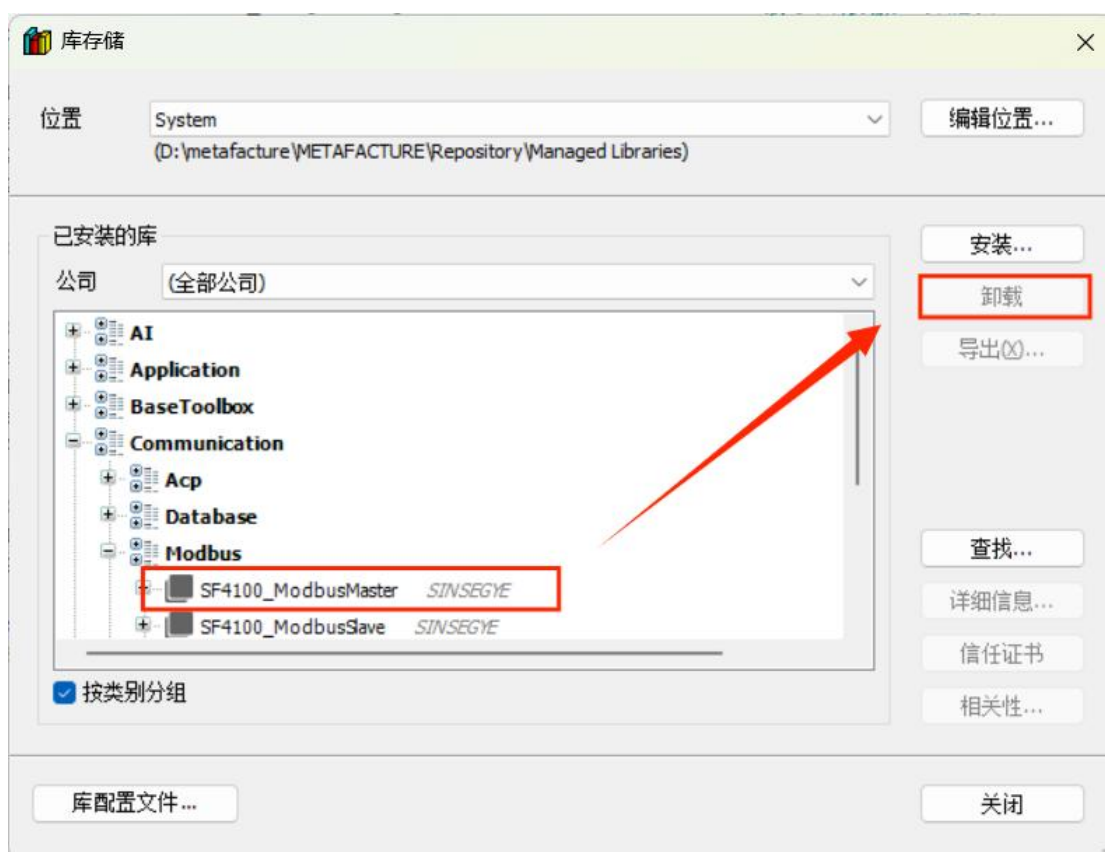 库存储
位置 System 编辑位置...
(D:\metafacture\METAFACTURE\Repository\Managed Libraries)
已安装的库
安装...
公司 (全部公司)
卸载
导出(X)...
AI
Application
BaseToolbox
Communication
Acp
Database
Modbus
SF4100_ModbusMaster SINSEGYE
SF4100_ModbusSlave SINSEGYE
查找...
详细信息...
信任证书
相关性...
按类别分组
库配置文件...
关闭